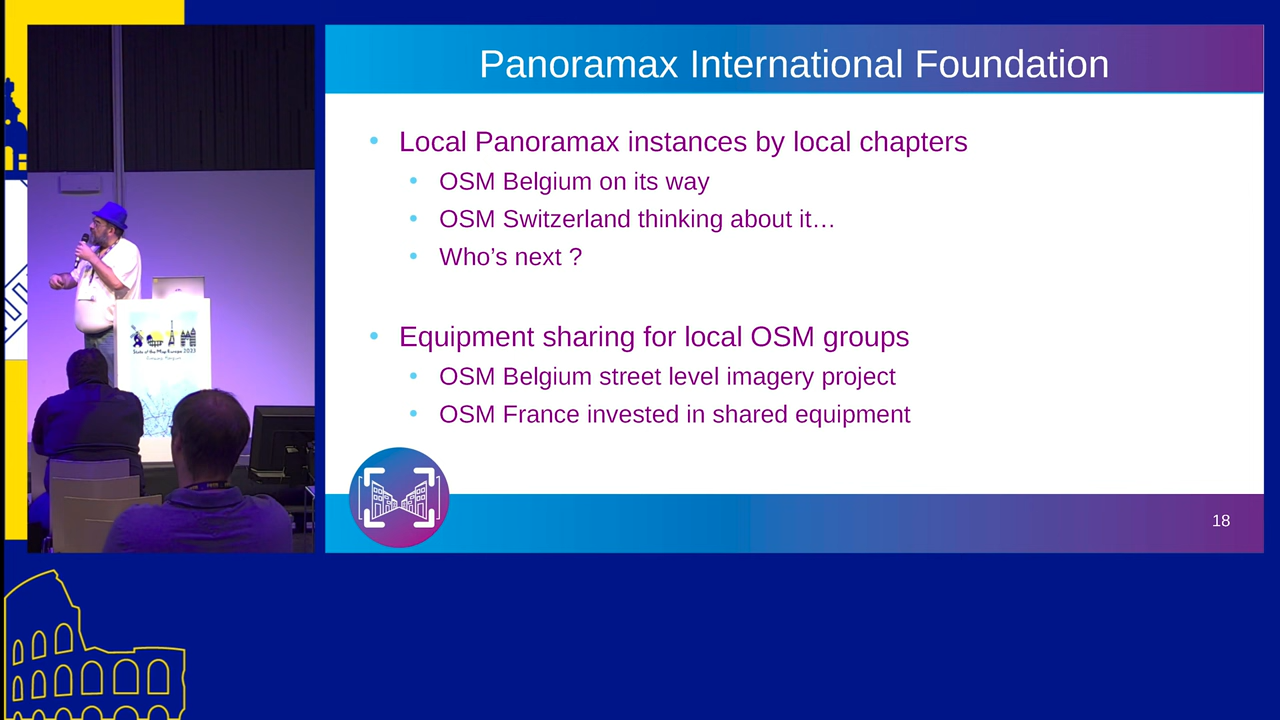 Panoramax International Foundation
• Local Panoramax instances by local chapters
• OSM Belgium on its way
• OSM Switzerland thinking about it…
• Who's next ?
• Equipment sharing for local OSM groups
• OSM Belgium street level imagery project
• OSM France invested in shared equipment
18
State of the Map Europe 2023